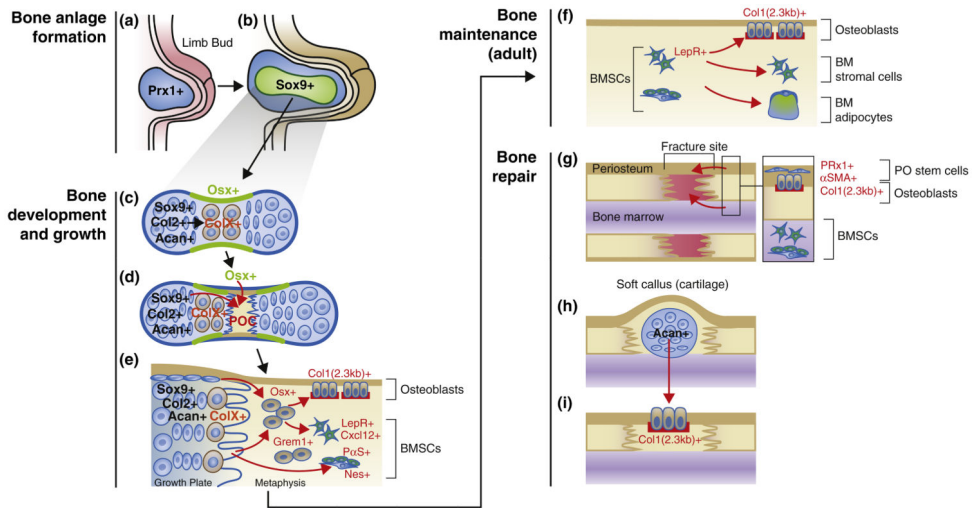 Bone anlage
formation
(a)
Limb Bud
Prx1+
(b)
Sox9+
Bone
development
and growth
(c)
Osx+
Sox9+
Col2+
ColX+
Acan+
(d)
Osx+
Sox9+
Col2+
ColX+
POC
Acan+
(e)
Sox9+
Col2+
Acan+
ColX+
Osx+
Grem1+
Col1(2.3kb)+
Osteoblasts
LepR+
Cxcl12+
PαS+
Nes+
BMSCs
Growth Plate
Metaphysis
Bone
maintenance
(adult)
(f)
Col1(2.3kb)+
Osteoblasts
LepR+
BMSCs
BM
stromal cells
BM
adipocytes
Bone
repair
(g)
Fracture site
Periosteum
Bone marrow
PRx1+
αSMA+
Col1(2.3kb)+
PO stem cells
Osteoblasts
BMSCs
Soft callus (cartilage)
(h)
Acan+
(i)
Col1(2.3kb)+